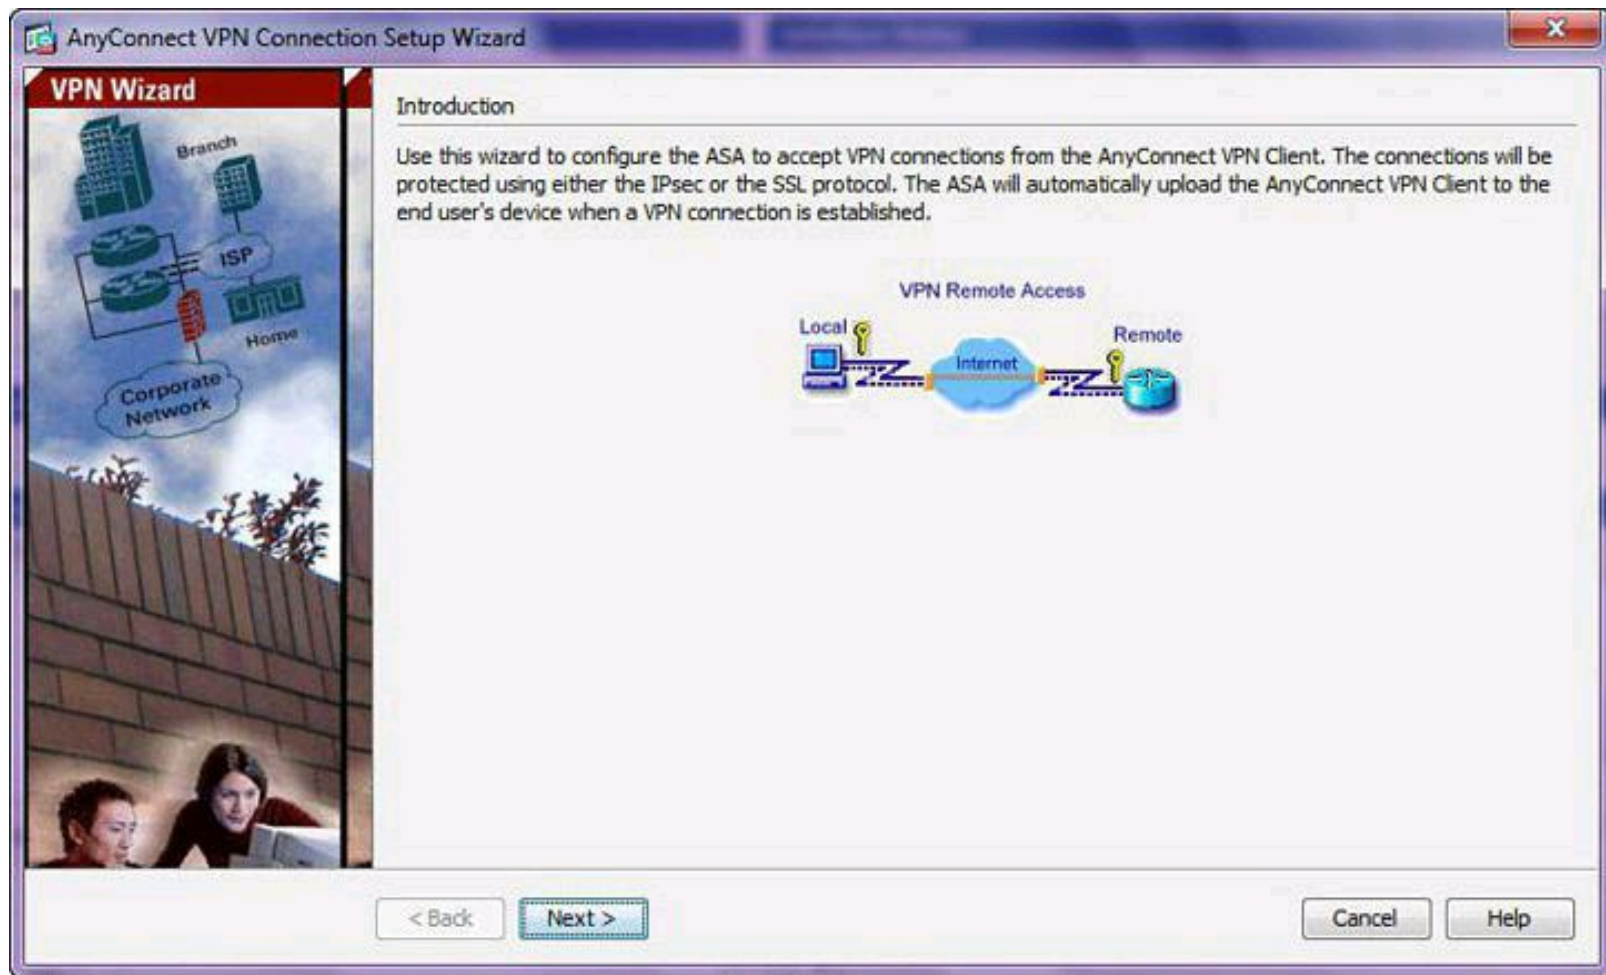 AnyConnect VPN Connection Setup Wizard
VPN Wizard
Branch
ISP
Home
Corporate
Network
Introduction
Use this wizard to configure the ASA to accept VPN connections from the AnyConnect VPN Client. The connections will be
protected using either the IPsec or the SSL protocol. The ASA will automatically upload the AnyConnect VPN Client to the
end user's device when a VPN connection is established.
VPN Remote Access
Local
Remote
Internet
< Back
Next >
Cancel
Help